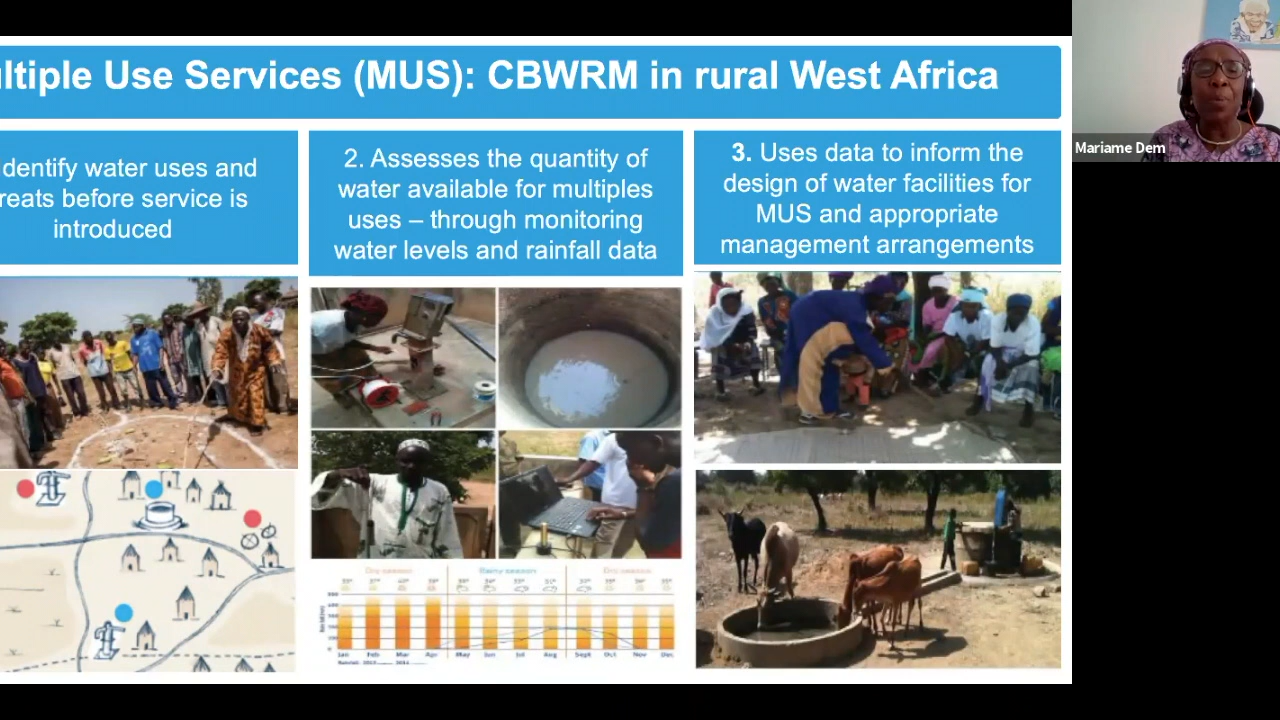 ltiple Use Services (MUS): CBWRM in rural West Africa
dentify water uses and
reats before service is
introduced
2. Assesses the quantity of
water available for multiples
uses – through monitoring
water levels and rainfall data
3. Uses data to inform the
design of water facilities for
MUS and appropriate
management arrangements
Dry season Rainy season Dry season
Jan Feb Mar Apr May Jun Jul Aug Sept Oct Nov Dec
Mariame Dem